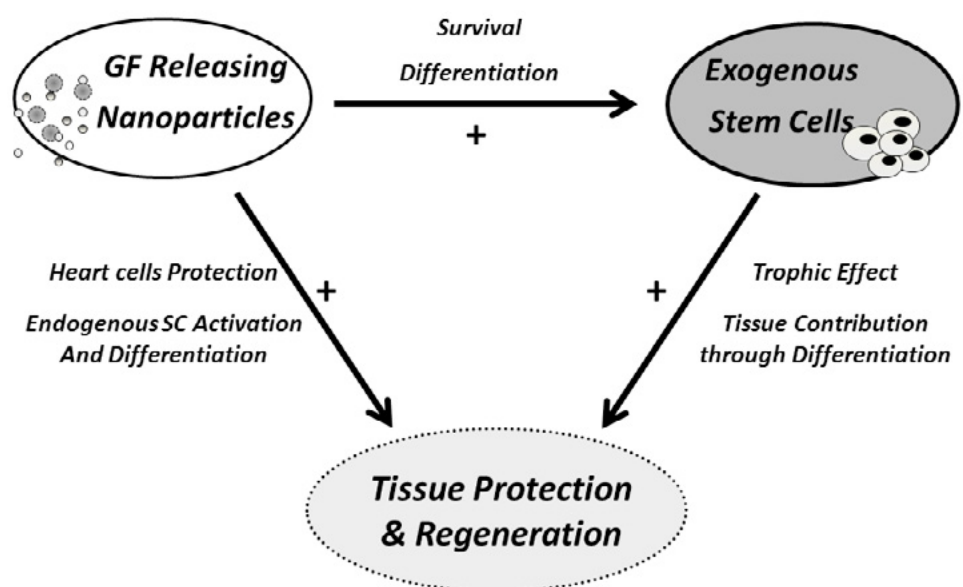 Survival
Differentiation
+
GF Releasing
Nanoparticles
Exogenous
Stem Cells
Heart cells Protection
Endogenous SC Activation
And Differentiation
+
+
Trophic Effect
Tissue Contribution
through Differentiation
Tissue Protection
& Regeneration